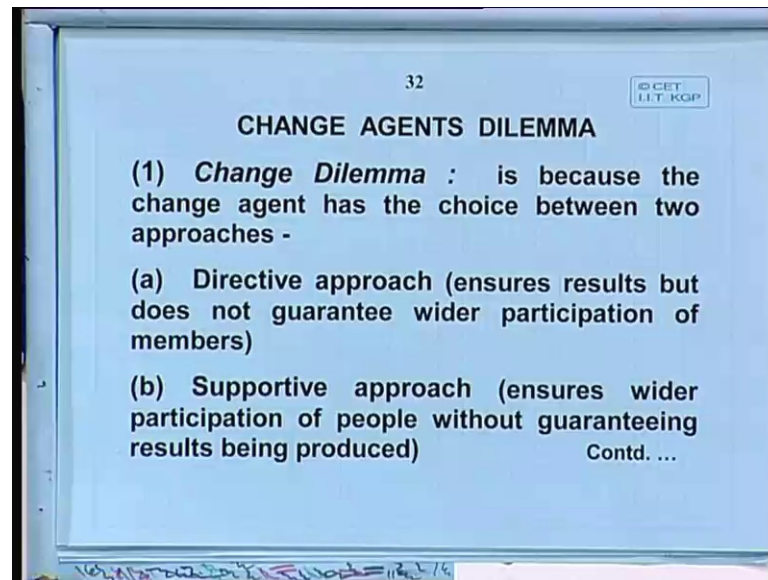 32
© CET
I.I.T. KGP
CHANGE AGENTS DILEMMA
(1) Change Dilemma : is because the
change agent has the choice between two
approaches -
(a) Directive approach (ensures results but
does not guarantee wider participation of
members)
(b) Supportive approach (ensures wider
participation of people without guaranteeing
results being produced)
Contd. ...